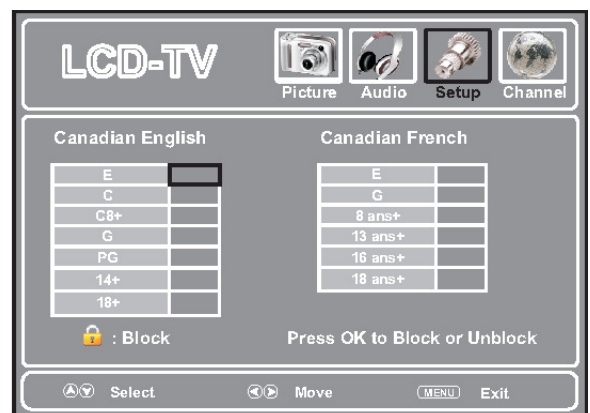 LCD-TV
Picture Audio Setup Channel
Canadian English
E
C
C8+
G
PG
14+
18+
Canadian French
E
G
8 ans+
13 ans+
16 ans+
18 ans+
: Block
Press OK to Block or Unblock
Select Move MENU Exit